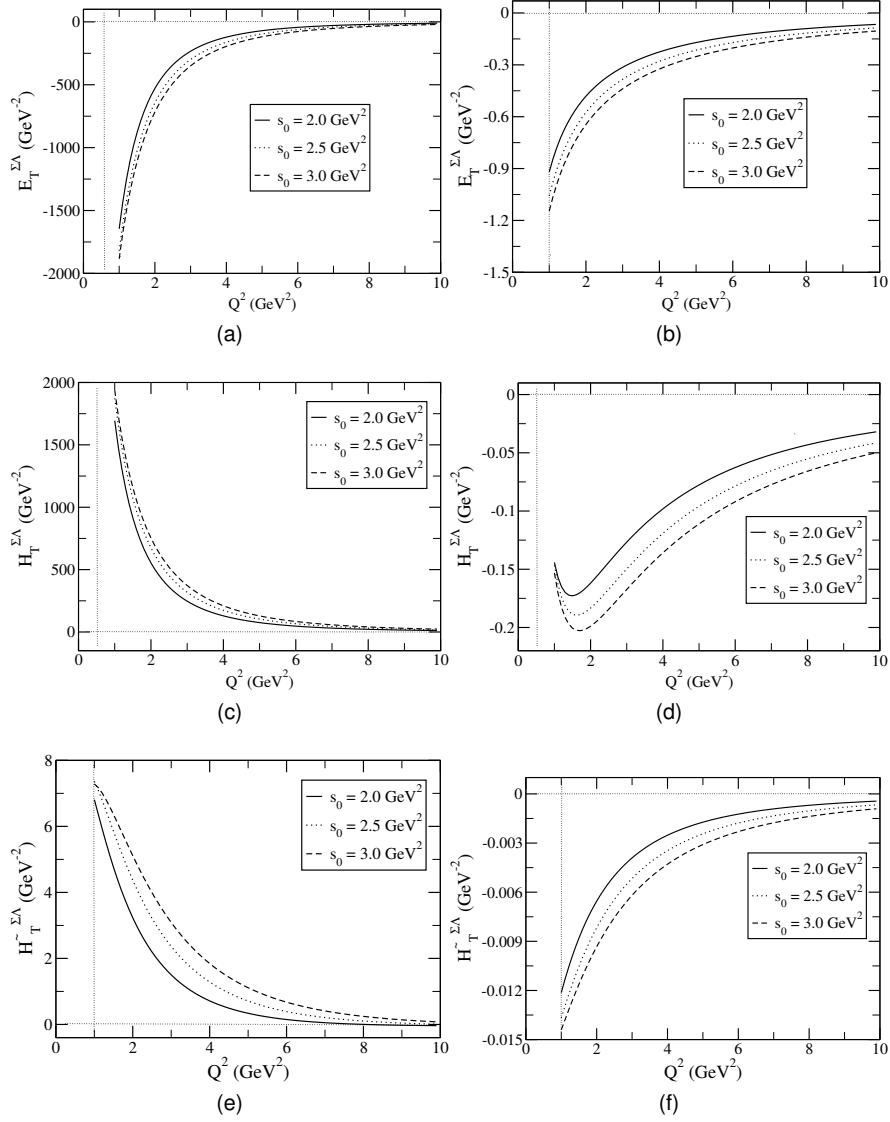 0
-500
-1000
-1500
-2000
E_T^ΣΛ (GeV^-2)
s_0 = 2.0 GeV^2
s_0 = 2.5 GeV^2
s_0 = 3.0 GeV^2
0 2 4 6 8 10
Q^2 (GeV^2)
(a)
0
-0.3
-0.6
-0.9
-1.2
-1.5
E_T^ΣΛ (GeV^-2)
s_0 = 2.0 GeV^2
s_0 = 2.5 GeV^2
s_0 = 3.0 GeV^2
0 2 4 6 8 10
Q^2 (GeV^2)
(b)
2000
1500
1000
500
0
H_T^ΣΛ (GeV^-2)
s_0 = 2.0 GeV^2
s_0 = 2.5 GeV^2
s_0 = 3.0 GeV^2
0 2 4 6 8 10
Q^2 (GeV^2)
(c)
0
-0.05
-0.1
-0.15
-0.2
H_T^ΣΛ (GeV^-2)
s_0 = 2.0 GeV^2
s_0 = 2.5 GeV^2
s_0 = 3.0 GeV^2
0 2 4 6 8 10
Q^2 (GeV^2)
(d)
8
6
4
2
0
H~_T^ΣΛ (GeV^-2)
s_0 = 2.0 GeV^2
s_0 = 2.5 GeV^2
s_0 = 3.0 GeV^2
0 2 4 6 8 10
Q^2 (GeV^2)
(e)
0
-0.003
-0.006
-0.009
-0.012
-0.015
H~_T^ΣΛ (GeV^-2)
s_0 = 2.0 GeV^2
s_0 = 2.5 GeV^2
s_0 = 3.0 GeV^2
0 2 4 6 8 10
Q^2 (GeV^2)
(f)